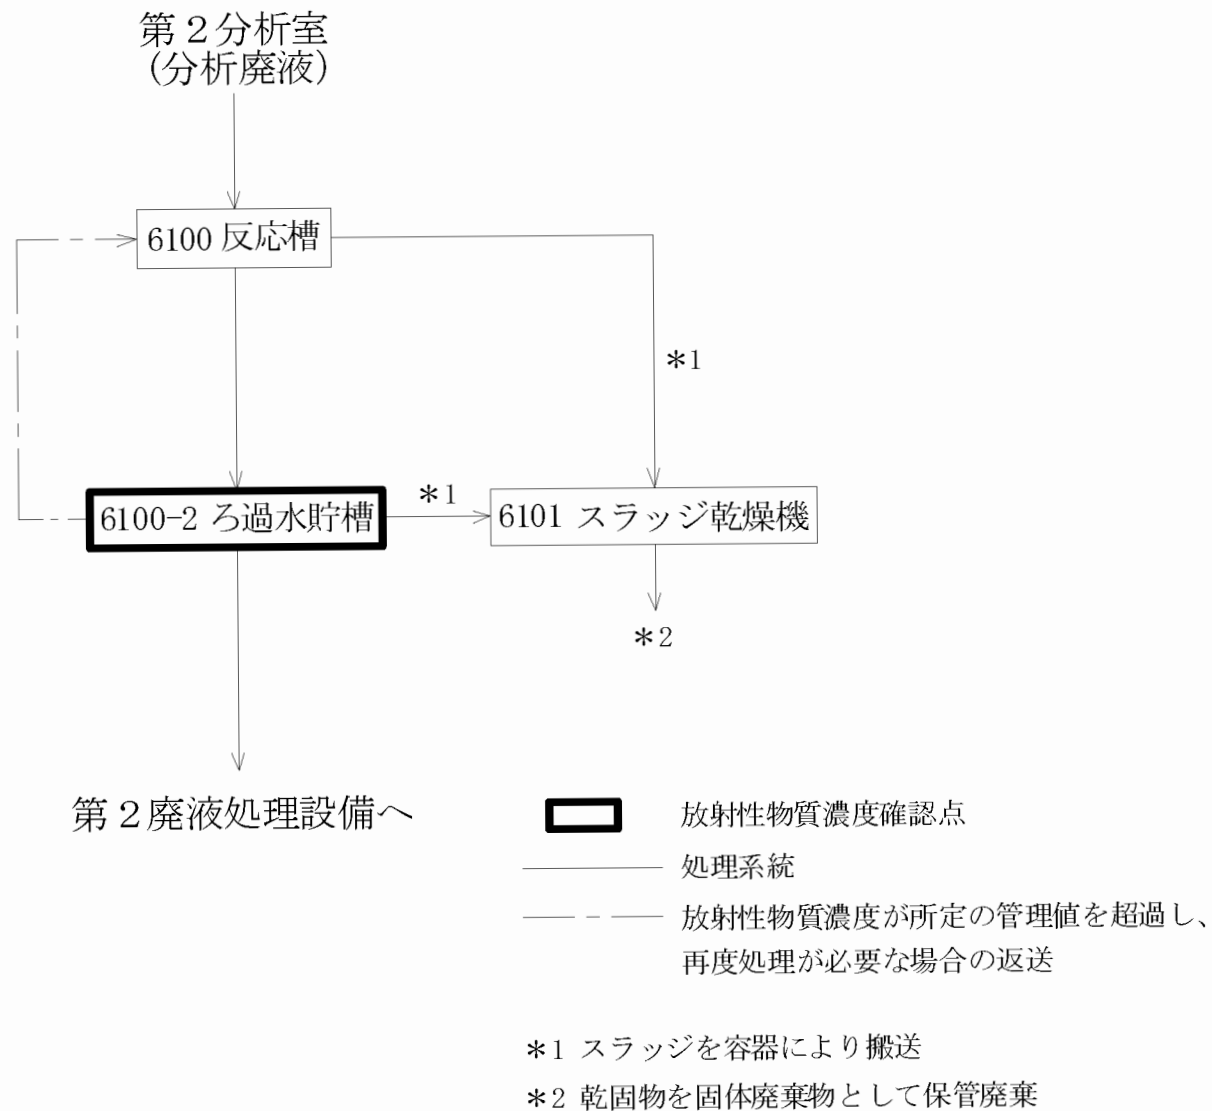 第２分析室
(分析廃液)
6100 反応槽
＊1
6100-2 ろ過水貯槽
＊1
6101 スラッジ乾燥機
＊2
第２廃液処理設備へ
放射性物質濃度確認点
処理系統
放射性物質濃度が所定の管理値を超過し、
再度処理が必要な場合の返送
＊1 スラッジを容器により搬送
＊2 乾固物を固体廃棄物として保管廃棄